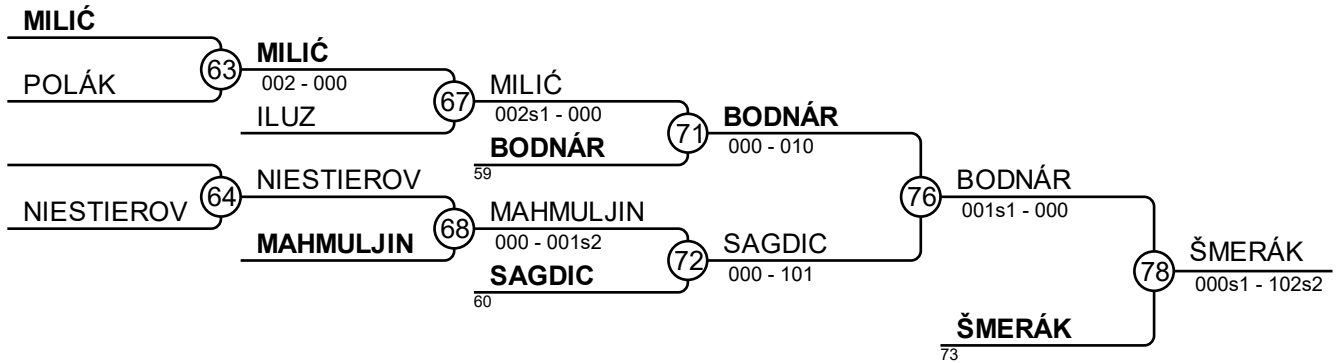 MILIĆ
63
POLÁK
MILIĆ
002 - 000
67
ILUZ
MILIĆ
002s1 - 000
71
BODNÁR
59
BODNÁR
000 - 010
64
NIESTIEROV
NIESTIEROV
68
MAHMULJIN
MAHMULJIN
000 - 001s2
72
SAGDIC
60
SAGDIC
000 - 101
76
BODNÁR
001s1 - 000
78
ŠMERÁK
73
ŠMERÁK
000s1 - 102s2